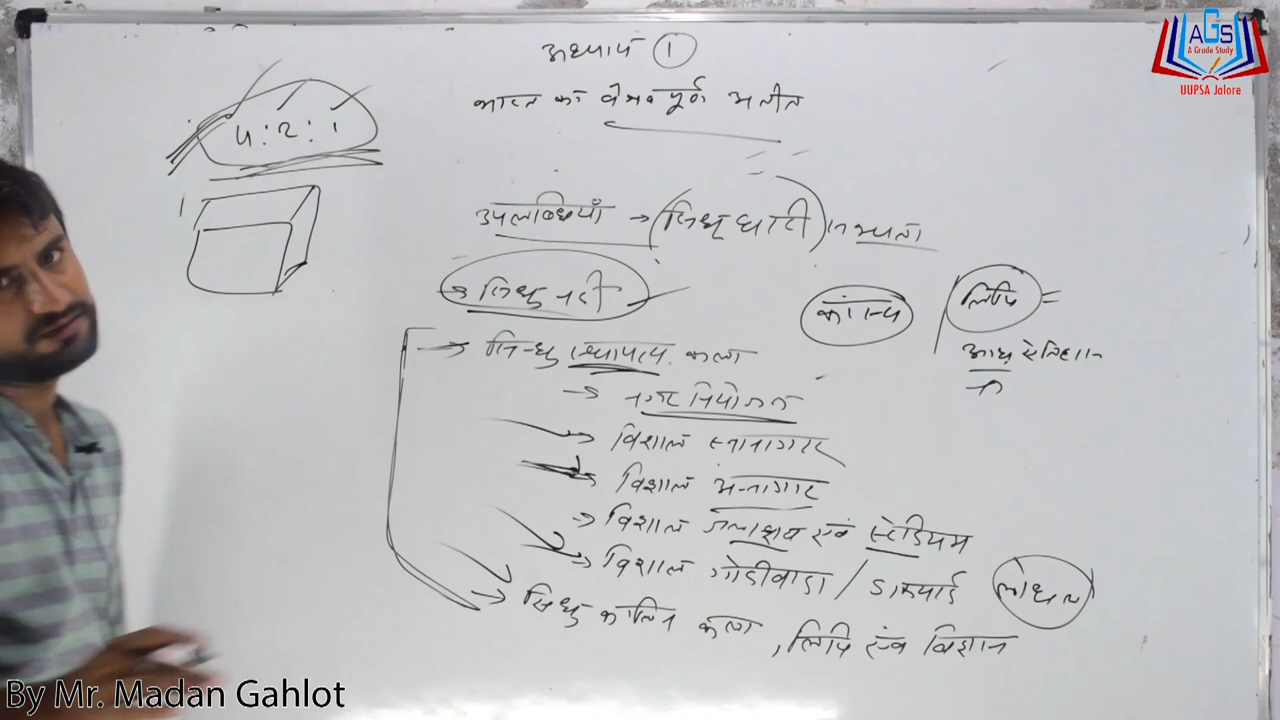 अध्याय ①
भारत का वैभवपूर्ण अतीत
4:2:1
उपलब्धियाँ → (सिन्धु घाटी) सभ्यता
→ सिन्धु नदी
कांस्य
लिपि =
आद्य ऐतिहासिक
→ सिन्धु स्थापत्य कला
→ नगर नियोजन
→ विशाल स्नानागार
→ विशाल अन्नागार
→ विशाल जलाशय एवं स्टेडियम
→ विशाल गोदीवाडा / डाकयार्ड
लोथल
→ सिंधु कालिन कला, लिपि एवं विज्ञान
AGS
A Grade Study
UUPSA Jalore
By Mr. Madan Gahlot